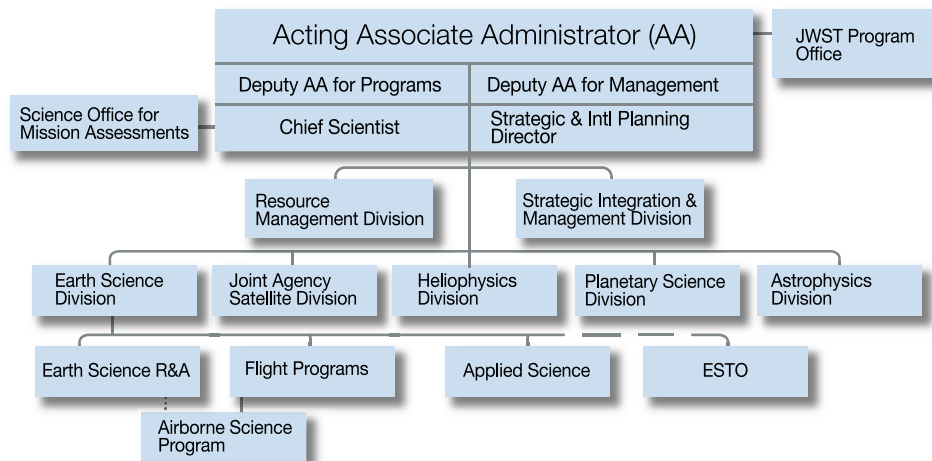 Acting Associate Administrator (AA)
JWST Program
Office
Deputy AA for Programs
Deputy AA for Management
Science Office for
Mission Assessments
Chief Scientist
Strategic & Intl Planning
Director
Resource
Management Division
Strategic Integration &
Management Division
Earth Science
Division
Joint Agency
Satellite Division
Heliophysics
Division
Planetary Science
Division
Astrophysics
Division
Earth Science R&A
Flight Programs
Applied Science
ESTO
Airborne Science
Program